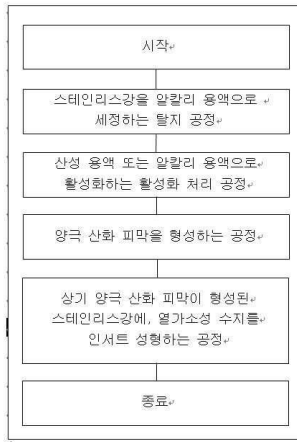 시작
스테인리스강을 알칼리 용액으로
세정하는 탈지 공정
산성 용액 또는 알칼리 용액으로
활성화하는 활성화 처리 공정
양극 산화 피막을 형성하는 공정
상기 양극 산화 피막이 형성된
스테인리스강에, 열가소성 수지를
인서트 성형하는 공정
종료